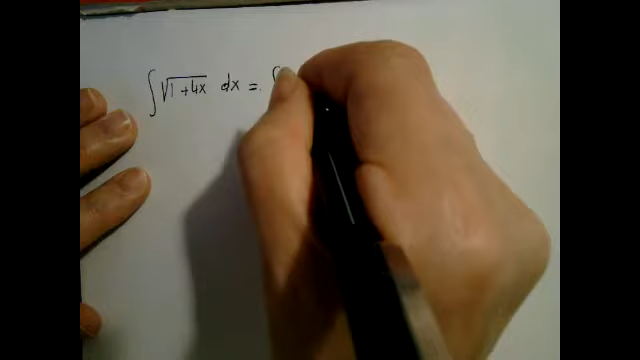 ∫√1+4x dx = ∫